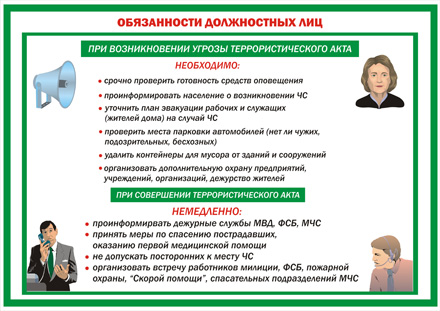 ОБЯЗАННОСТИ ДОЛЖНОСТНЫХ ЛИЦ
ПРИ ВОЗНИКНОВЕНИИ УГРОЗЫ ТЕРРОРИСТИЧЕСКОГО АКТА
НЕОБХОДИМО:
• срочно проверить готовность средств оповещения
• проинформировать население о возникновении ЧС
• уточнить план эвакуации рабочих и служащих
(жителей дома) на случай ЧС
• проверить места парковки автомобилей (нет ли чужих,
подозрительных, бесхозных)
• удалить контейнеры для мусора от зданий и сооружений
• организовать дополнительную охрану предприятий,
учреждений, организаций, дежурство жителей
ПРИ СОВЕРШЕНИИ ТЕРРОРИСТИЧЕСКОГО АКТА
НЕМЕДЛЕННО:
• проинформирвать дежурные службы МВД, ФСБ, МЧС
• принять меры по спасению пострадавших,
оказанию первой медицинской помощи
• не допускать посторонних к месту ЧС
• организовать встречу работников милиции, ФСБ, пожарной
охраны, "Скорой помощи", спасательных подразделений МЧС